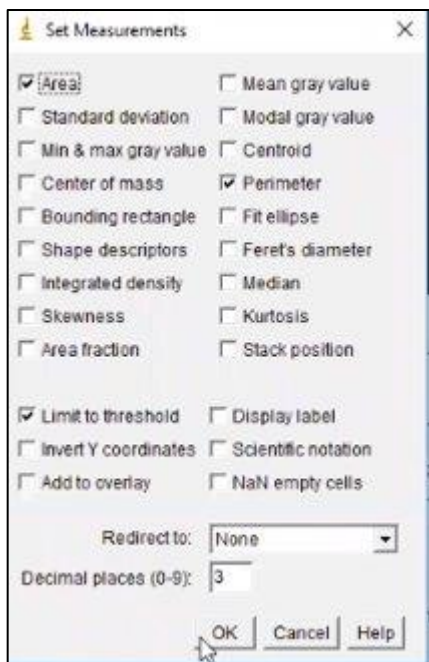 Set Measurements
Area Mean gray value
Standard deviation Modal gray value
Min & max gray value Centroid
Center of mass Perimeter
Bounding rectangle Fit ellipse
Shape descriptors Feret's diameter
Integrated density Median
Skewness Kurtosis
Area fraction Stack position
Limit to threshold Display label
Invert Y coordinates Scientific notation
Add to overlay NaN empty cells
Redirect to: None
Decimal places (0-9): 3
OK Cancel Help